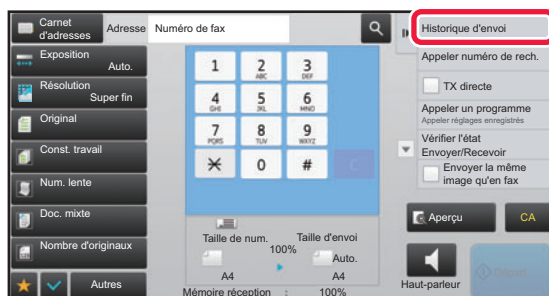 Carnet
d'adresses
Adresse
Numéro de fax
Exposition
Auto.
Résolution
Super fin
Original
Const. travail
Num. lente
Doc. mixte
Nombre d'originaux
Autres
1
2
ABC
3
DEF
4
GHI
5
JKL
6
MNO
7
PQRS
8
TUV
9
WXYZ
0
#
C
Taille de num.
100%
Taille d'envoi
Auto.
A4
A4
Mémoire réception : 100%
Historique d'envoi
Appeler numéro de rech.
TX directe
Appeler un programme
Appeler réglages enregistrés
Vérifier l'état
Envoyer/Recevoir
Envoyer la même
image qu'en fax
Aperçu
CA
Haut-parleur
Départ